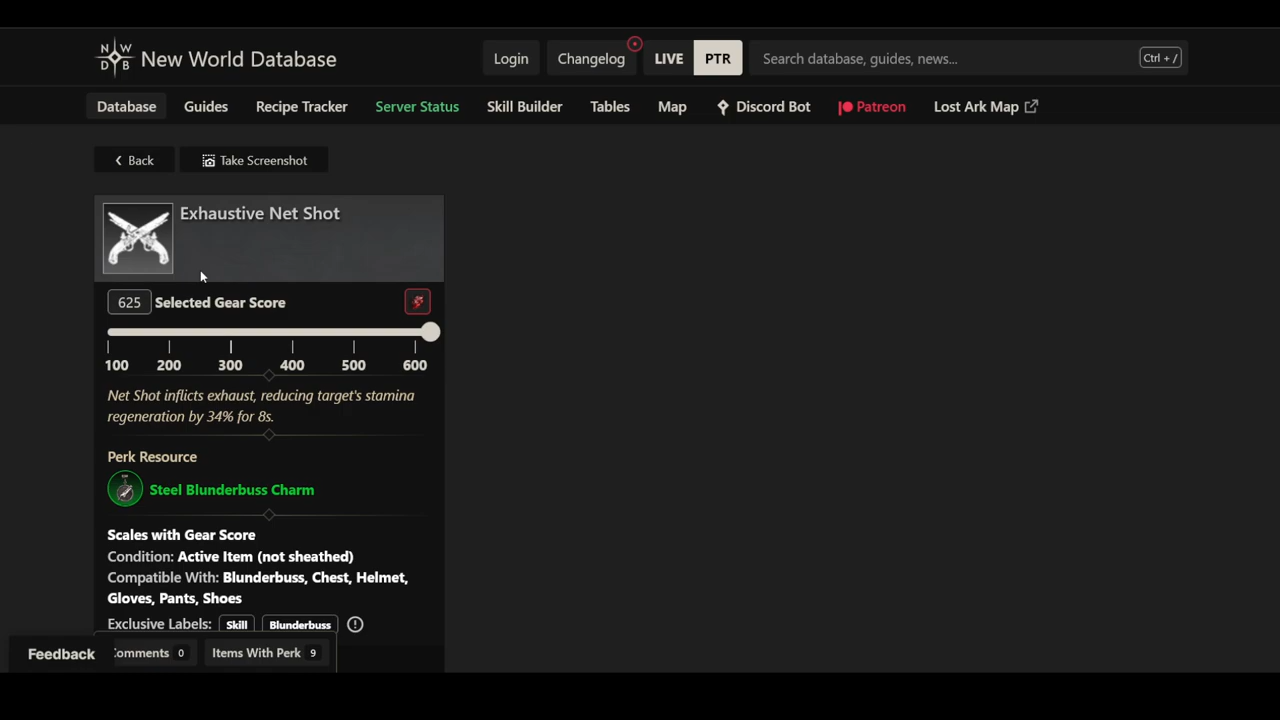 NW
DB
New World Database
Login
Changelog
LIVE
PTR
Search database, guides, news...
Ctrl + /
Database
Guides
Recipe Tracker
Server Status
Skill Builder
Tables
Map
Discord Bot
Patreon
Lost Ark Map
Back
Take Screenshot
Exhaustive Net Shot
625 Selected Gear Score
100 200 300 400 500 600
Net Shot inflicts exhaust, reducing target's stamina
regeneration by 34% for 8s.
Perk Resource
Steel Blunderbuss Charm
Scales with Gear Score
Condition: Active Item (not sheathed)
Compatible With: Blunderbuss, Chest, Helmet,
Gloves, Pants, Shoes
Exclusive Labels: Skill Blunderbuss
Feedback
omments 0
Items With Perk 9